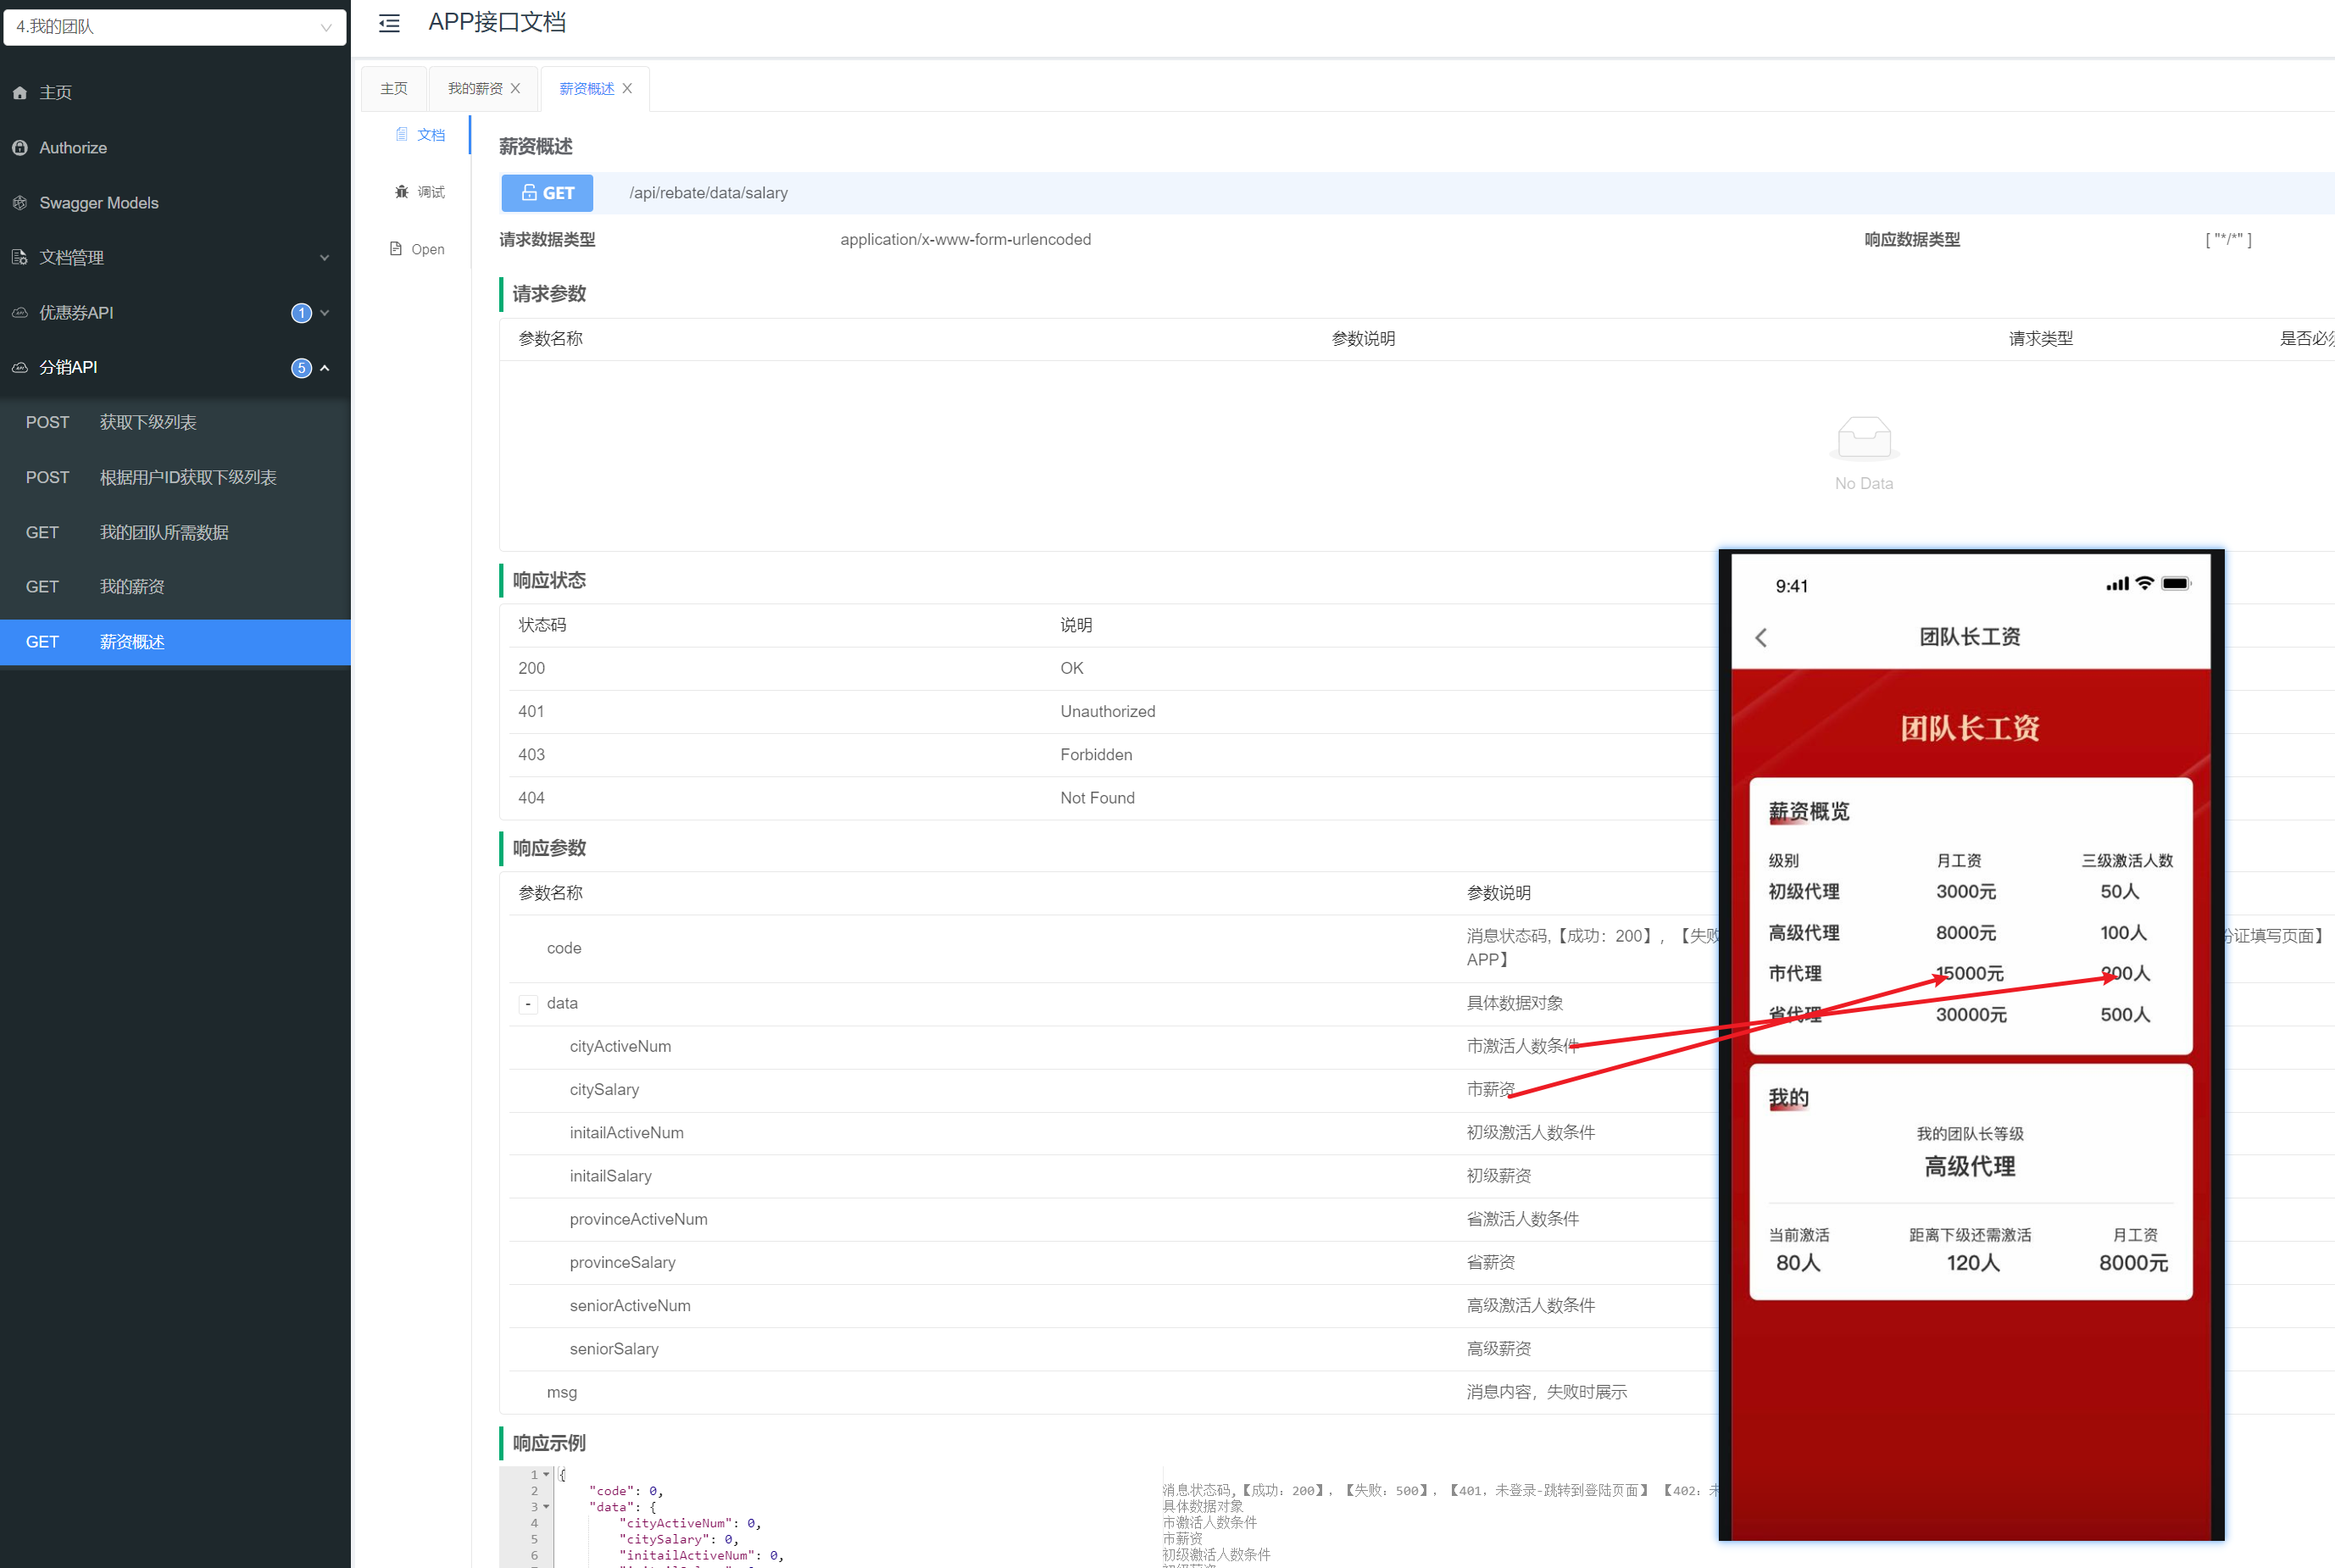 4.我的团队
主页
Authorize
Swagger Models
文档管理
优惠券API 1
分销API 5
POST 获取下级列表
POST 根据用户ID获取下级列表
GET 我的团队所需数据
GET 我的薪资
GET 薪资概述
APP接口文档
主页 我的薪资 薪资概述
文档
调试
Open
薪资概述
GET /api/rebate/data/salary
请求数据类型 application/x-www-form-urlencoded 响应数据类型 [ "*/*" ]
请求参数
参数名称 参数说明 请求类型 是否必须
No Data
响应状态
状态码 说明
200 OK
401 Unauthorized
403 Forbidden
404 Not Found
响应参数
参数名称 参数说明
code 消息状态码,【成功：200】，【失败
APP】
份证填写页面】
- data 具体数据对象
cityActiveNum 市激活人数条件
citySalary 市薪资
initailActiveNum 初级激活人数条件
initailSalary 初级薪资
provinceActiveNum 省激活人数条件
provinceSalary 省薪资
seniorActiveNum 高级激活人数条件
seniorSalary 高级薪资
msg 消息内容，失败时展示
响应示例
1 {
2 "code": 0, 消息状态码,【成功：200】，【失败：500】，【401，未登录-跳转到登陆页面】 【402：未
3 "data": { 具体数据对象
4 "cityActiveNum": 0, 市激活人数条件
5 "citySalary": 0, 市薪资
6 "initailActiveNum": 0, 初级激活人数条件
9:41
团队长工资
团队长工资
薪资概览
级别 月工资 三级激活人数
初级代理 3000元 50人
高级代理 8000元 100人
市代理 15000元 300人
省代理 30000元 500人
我的
我的团队长等级
高级代理
当前激活 距离下级还需激活 月工资
80人 120人 8000元